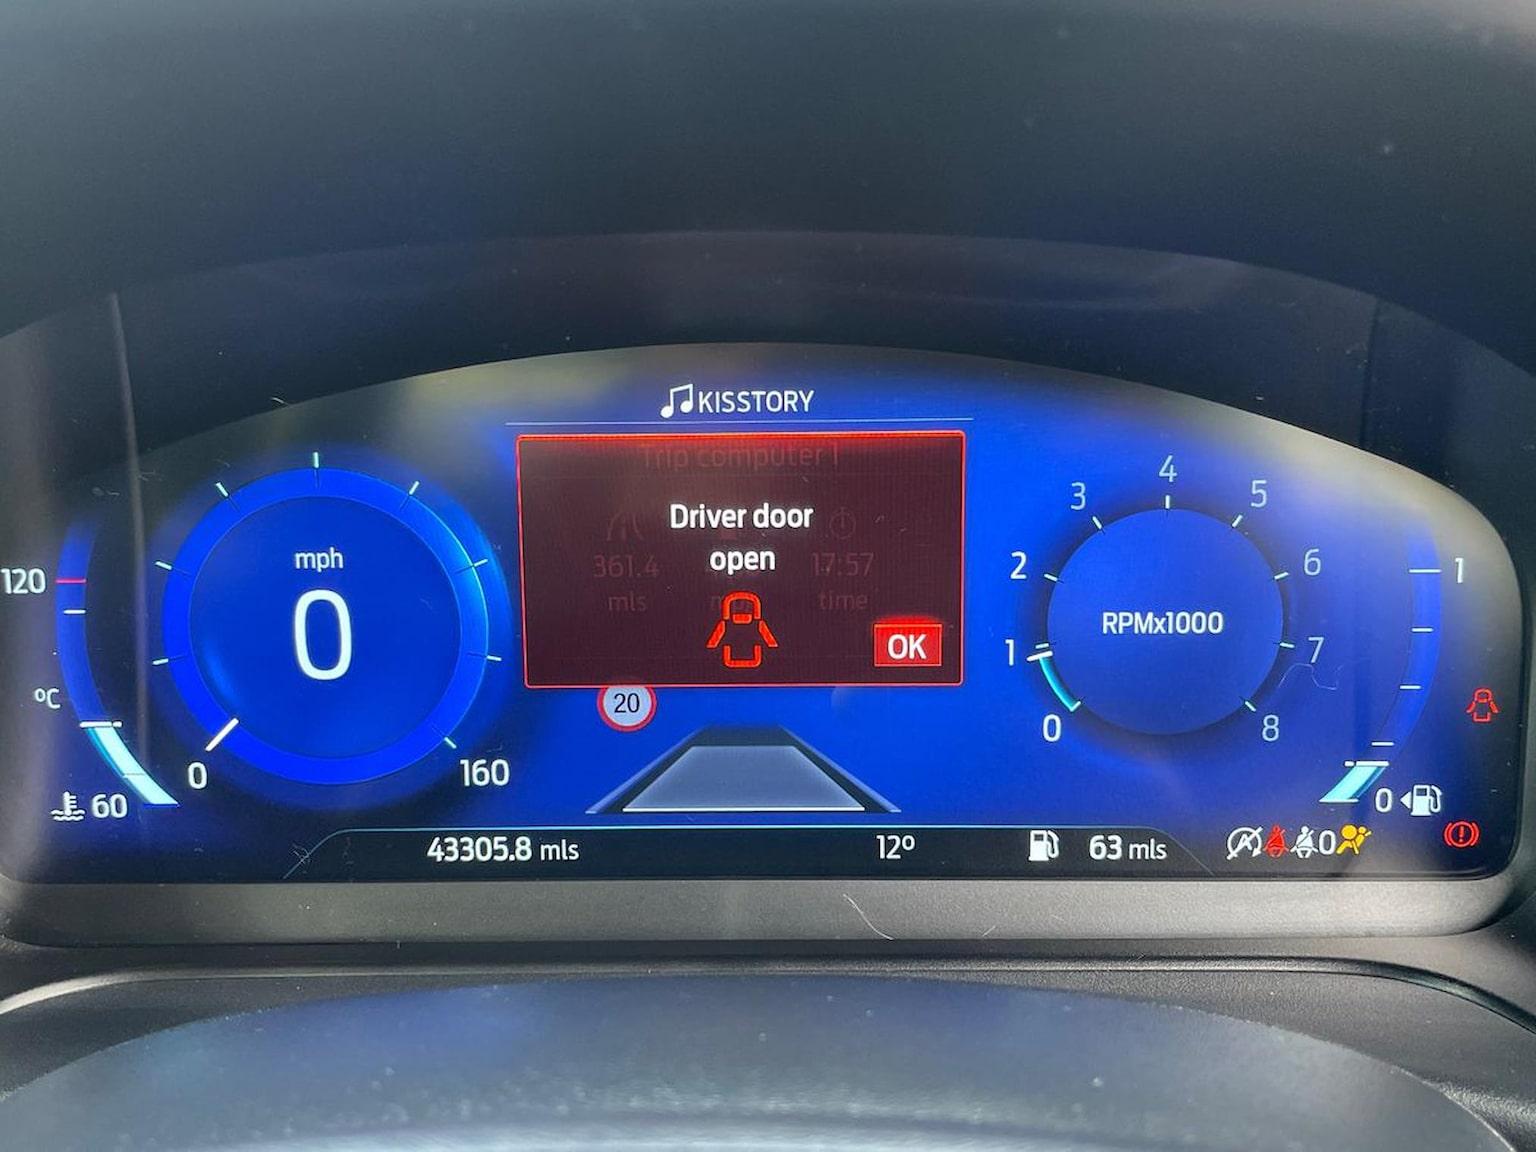 KISSTORY
Trip computer
Driver door
open
361.4
17:57
mls
time
OK
mph
0
0
160
120
ºC
60
20
RPMx1000
0
1
2
3
4
5
6
7
8
1
0
43305.8 mls
12º
63 mls
0